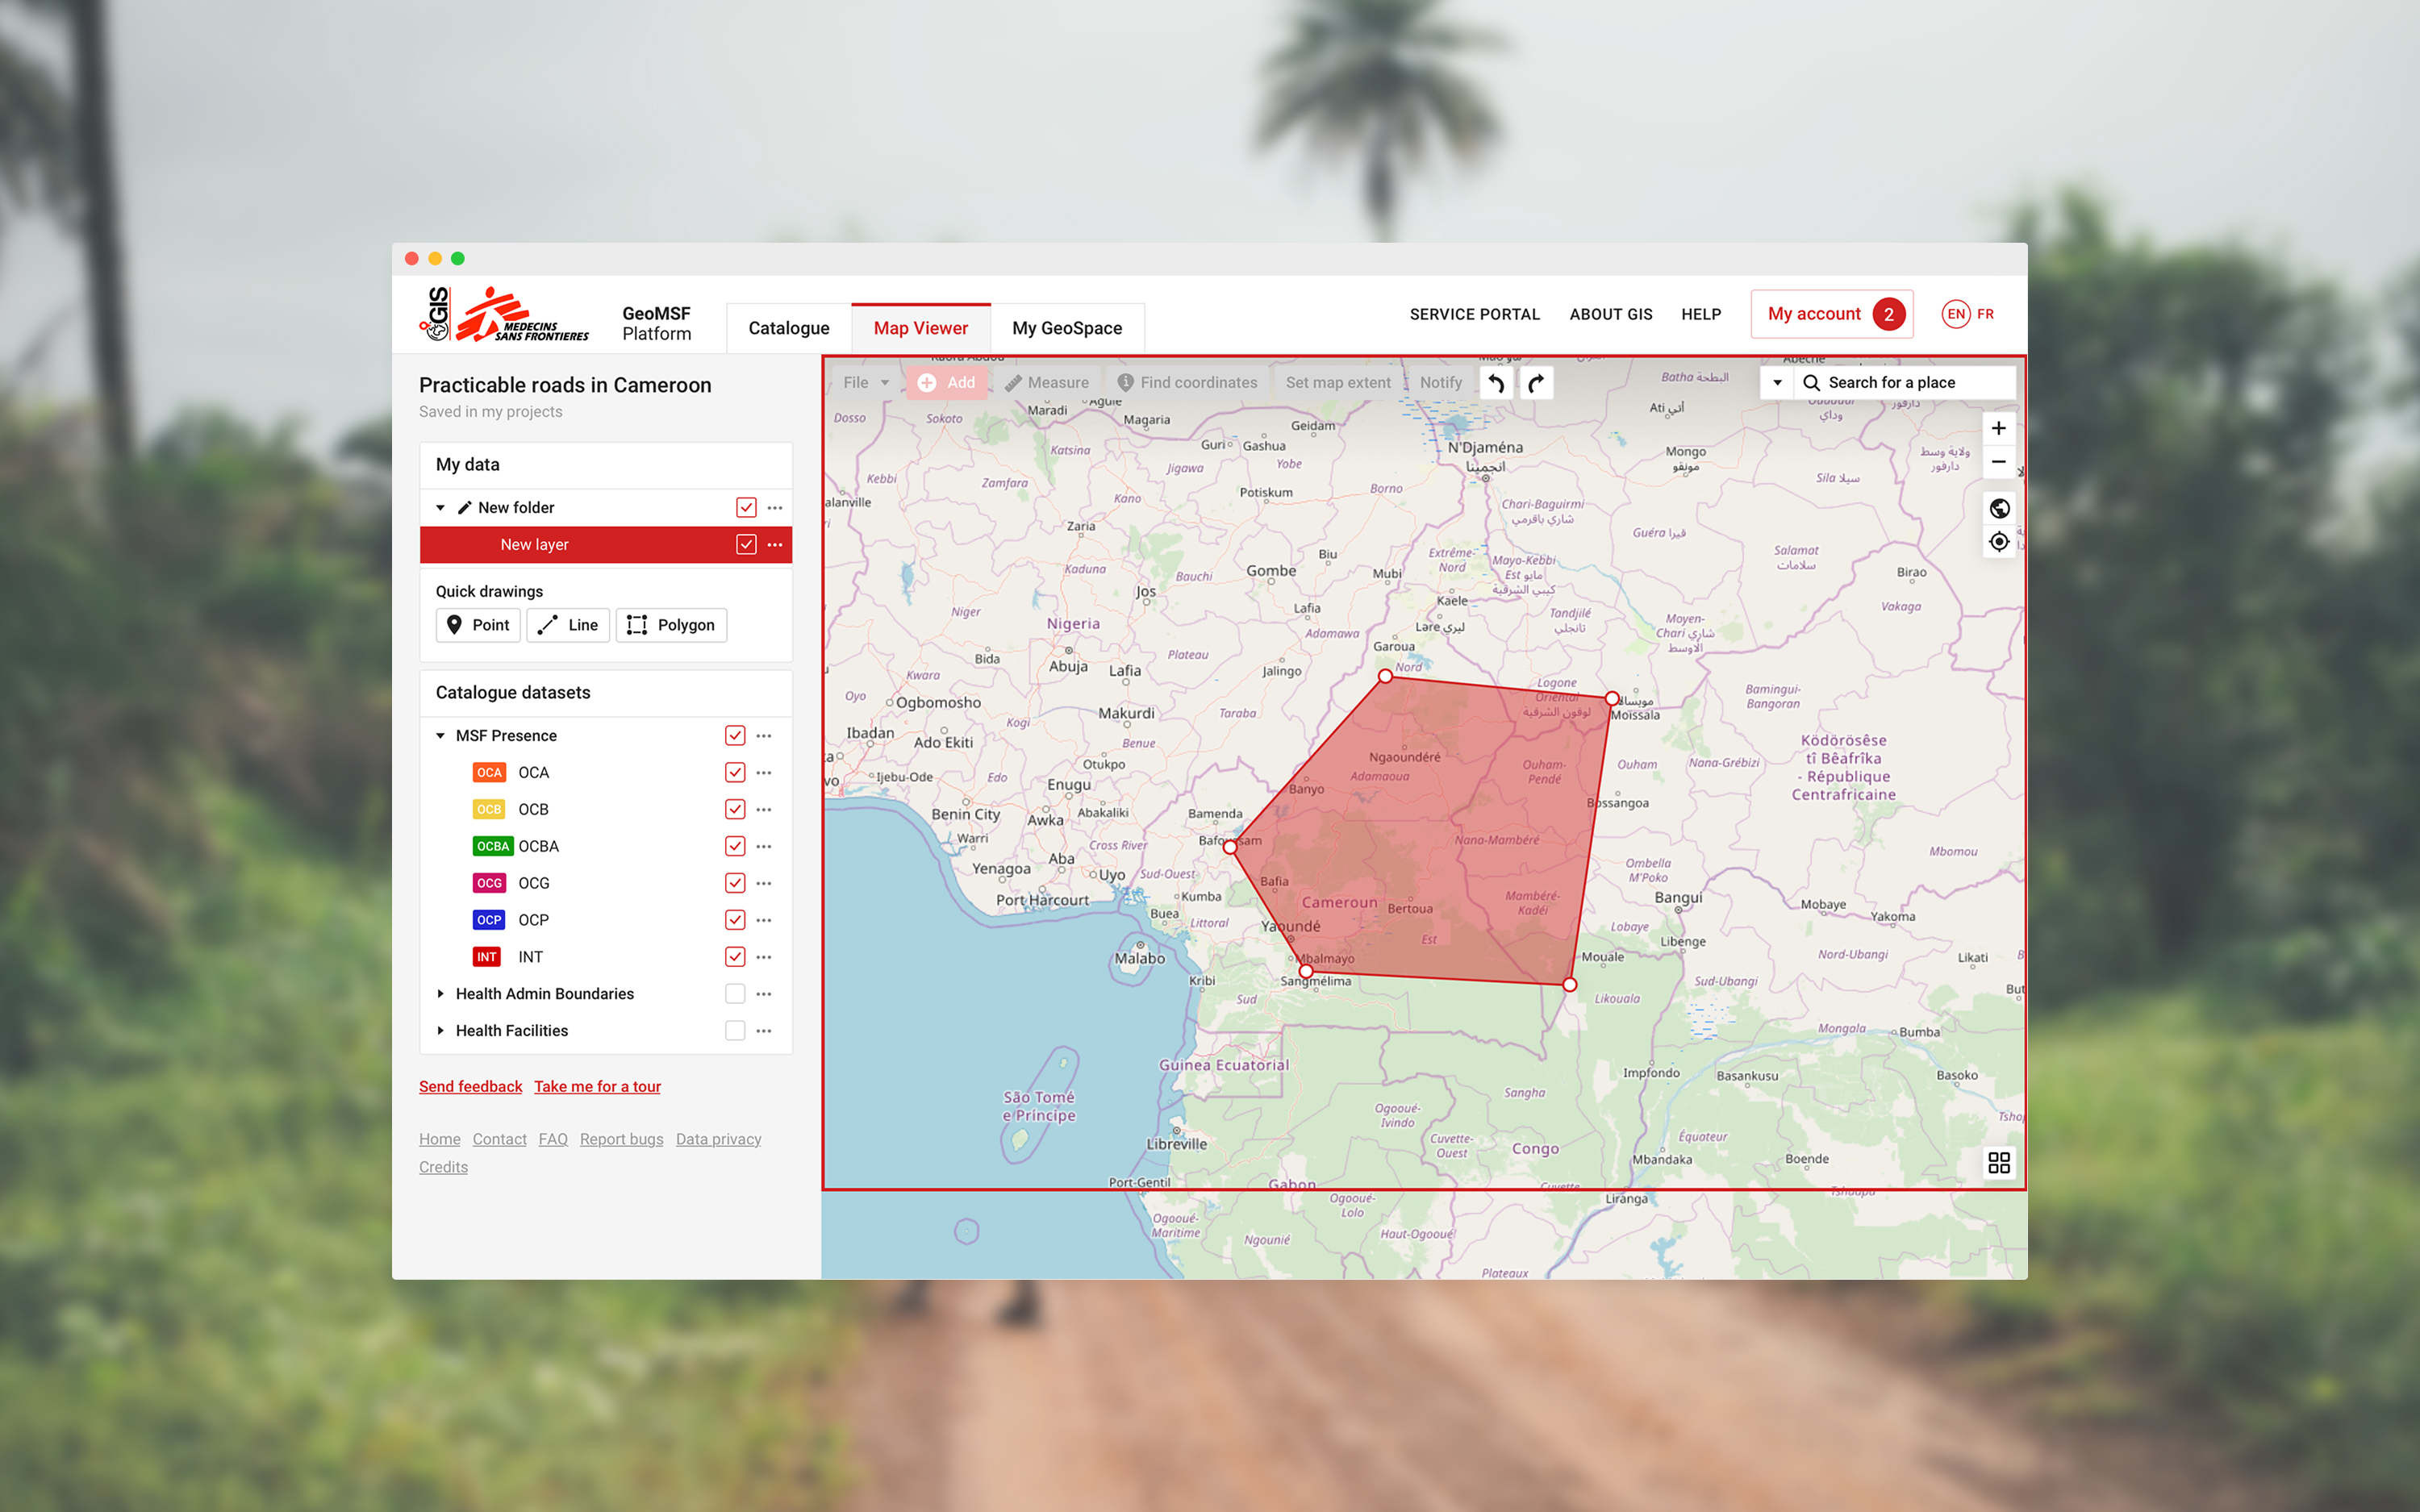 GIS
MEDECINS
SANS FRONTIERES
GeoMSF
Platform
Catalogue
Map Viewer
My GeoSpace
SERVICE PORTAL
ABOUT GIS
HELP
My account 2
EN FR
Practicable roads in Cameroon
Saved in my projects
My data
New folder
New layer
Quick drawings
Point
Line
Polygon
Catalogue datasets
MSF Presence
OCA OCA
OCB OCB
OCBA OCBA
OCG OCG
OCP OCP
INT INT
Health Admin Boundaries
Health Facilities
Send feedback Take me for a tour
Home Contact FAQ Report bugs Data privacy
Credits
File
Add
Measure
Find coordinates
Set map extent
Notify
Search for a place
Batha البطحة
Dosso
Sokoto
Maradi
Aguié
Magaria
Geidam
Ati أتي
Katsina
Guri
Gashua
N'Djaména
انجمينا
Mongo
مونقو
ولاية وسط
دارفور
Kebbi
Zamfara
Jigawa
Yobe
Sila سيلا
alanville
Kano
Potiskum
Borno
Chari-Baguirmi
شاري باقرمي
Zaria
Guéra قيرا
Biu
Extrême-
Nord
Mayo-Kebbi
Est مايو
كيبي الشرقية
Salamat
سلامات
Kaduna
Bauchi
Gombe
Mubi
Birao
Jos
Kaele
Niger
Nigeria
Lafia
Tandjilé
تانجلي
Vakaga
Adamawa
Lare ليري
Moyen-
Chari شاري
الأوسط
Bida
Abuja
Lafia
Plateau
Jalingo
Garoua
Nord
Kwara
Oyo
Ogbomosho
Logone
Oriental
لوقون الشرقية
Moissala
Bamingui-
Bangoran
Kogi
Makurdi
Taraba
Ibadan
Ado Ekiti
Benue
Ködörösêse
tî Bêafrîka
- République
Centrafricaine
Ngaoundéré
Adamaoua
Ouham-
Pendé
Ouham
Nana-Grébizi
Otukpo
Ijebu-Ode
Edo
Enugu
Banyo
Bossangoa
Benin City
Awka
Abakaliki
Bamenda
Warri
Cross River
Bafoussam
Nana-Mambéré
Mbomou
Aba
Yenagoa
Uyo
Sud-Ouest
Bafia
Ombella
M'Poko
Port Harcourt
Kumba
Buea
Littoral
Cameroun
Bertoua
Mambéré-
Kadéï
Bangui
Mobaye
Yakoma
Yaoundé
Est
Lobaye
Libenge
Malabo
Mbalmayo
Mouale
Nord-Ubangi
Likati
Kribi
Sangmélima
Sud
Likouala
Sud-Ubangi
Mongala
Bumba
Guinea Ecuatorial
Impfondo
Basankusu
Basoko
São Tomé
e Príncipe
Sangha
Ogooué-
Ivindo
Libreville
Cuvette-
Ouest
Congo
Équateur
Mbandaka
Boende
Port-Gentil
Gabon
Cuvette
Tshuapa
Ogooué-
Lolo
Liranga
Ogooué-
Maritime
Ngounié
Haut-Ogooué
Plateaux